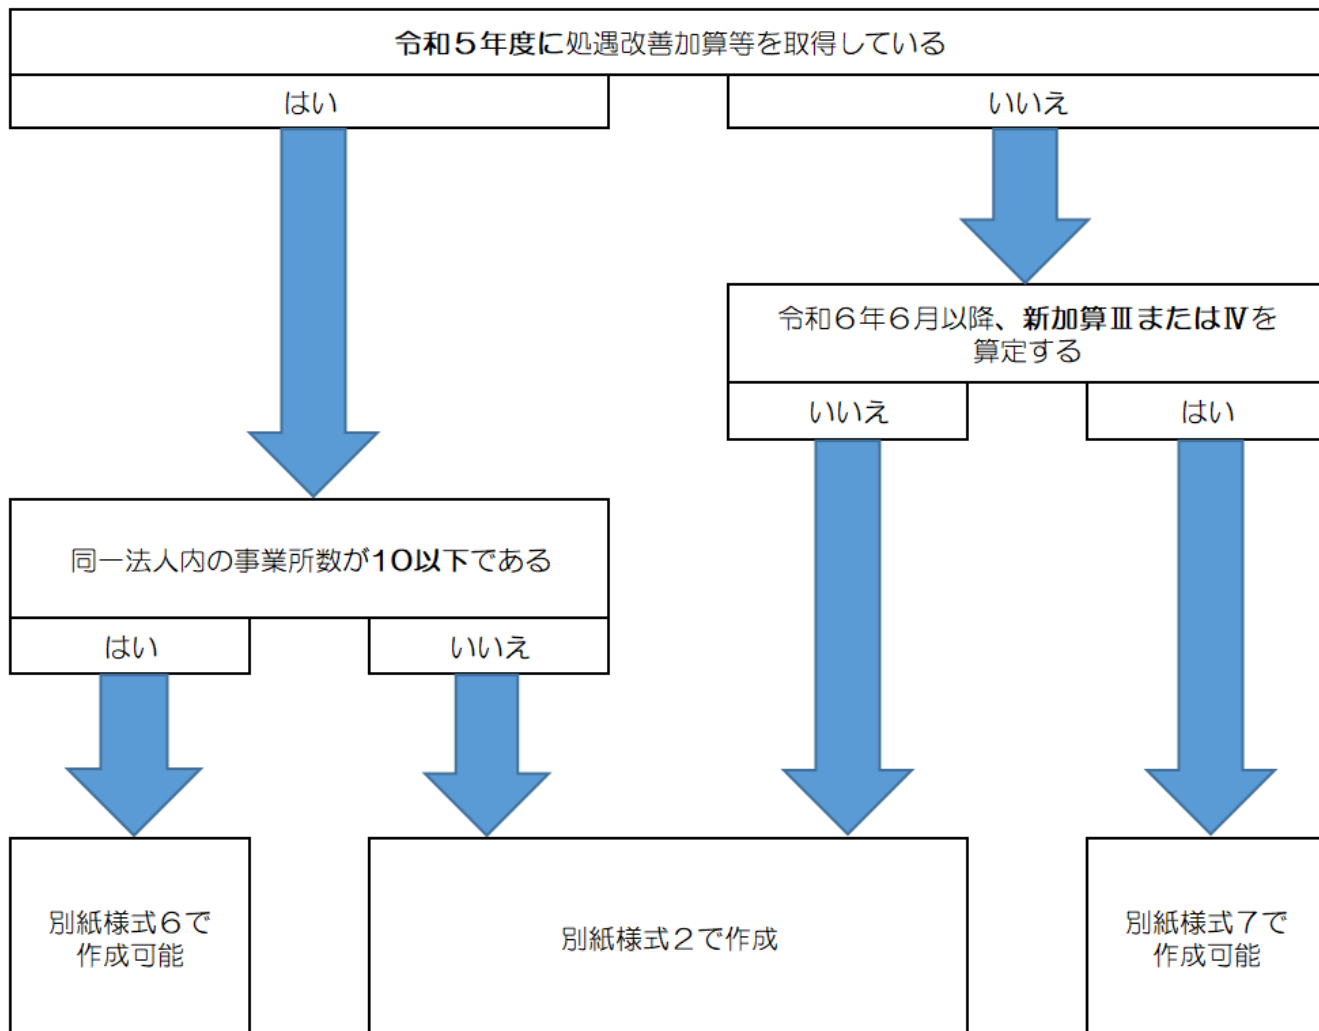 令和５年度に処遇改善加算等を取得している
はい
いいえ
令和６年６月以降、新加算ⅢまたはⅣを
算定する
いいえ
はい
同一法人内の事業所数が10以下である
はい
いいえ
別紙様式６で
作成可能
別紙様式２で作成
別紙様式７で
作成可能